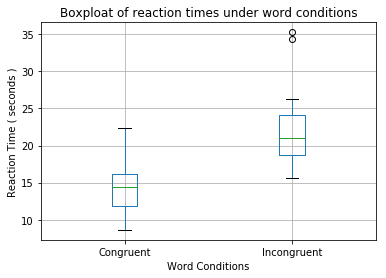 Boxploat of reaction times under word conditions
Reaction Time ( seconds )
35
30
25
20
15
10
Congruent
Incongruent
Word Conditions